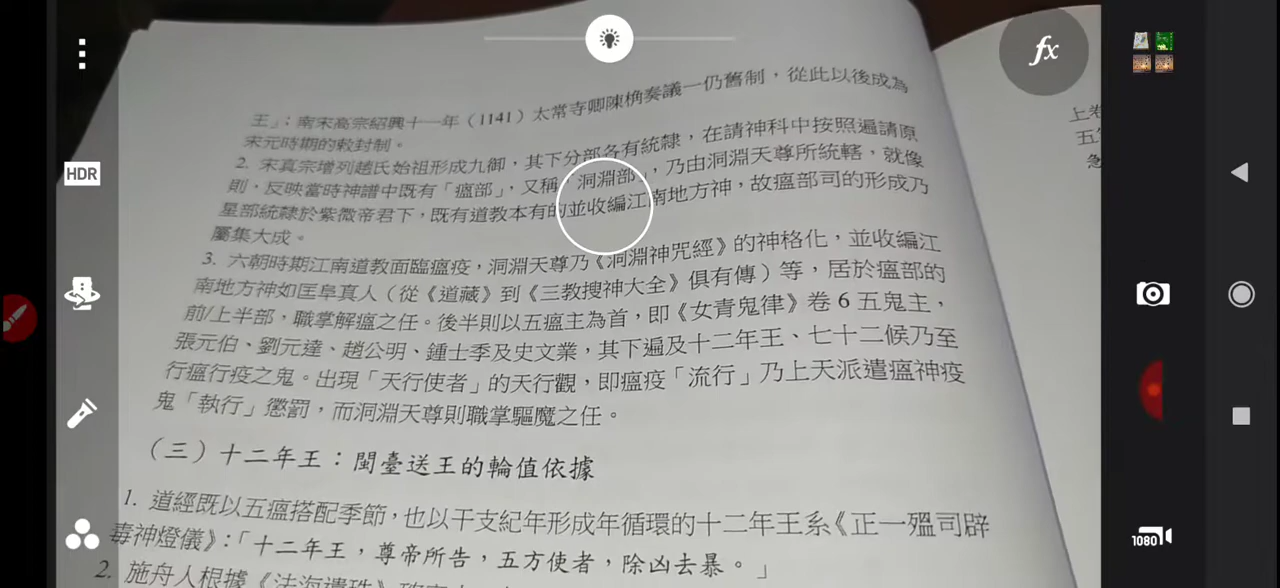 王」；南宋高宗紹興十一年（1141）太常寺卿陳桷奏議一仍舊制，從此以後成為
宋元時期的敕封制。
2. 宋真宗增列趙氏始祖形成九御，其下分部各有統隸，在請神科中按照遍請原
則，反映當時神譜中既有「瘟部」，又稱「洞淵部」，乃由洞淵天尊所統轄，就像
星部統隸於紫微帝君下，既有道教本有的並收編江南地方神，故瘟部司的形成乃
屬集大成。
3. 六朝時期江南道教面臨瘟疫，洞淵天尊乃《洞淵神咒經》的神格化，並收編江
南地方神如匡阜真人（從《道藏》到《三教搜神大全》俱有傳）等，居於瘟部的
前/上半部，職掌解瘟之任。後半則以五瘟主為首，即《女青鬼律》卷 6 五鬼主，
張元伯、劉元達、趙公明、鍾士季及史文業，其下遍及十二年王、七十二候乃至
行瘟行疫之鬼。出現「天行使者」的天行觀，即瘟疫「流行」乃上天派遣瘟神疫
鬼「執行」懲罰，而洞淵天尊則職掌驅魔之任。
（三）十二年王：閩臺送王的輪值依據
1. 道經既以五瘟搭配季節，也以干支紀年形成年循環的十二年王系《正一殟司辟
毒神燈儀》：「十二年王，尊帝所告，五方使者，除凶去暴。」
2. 施舟人根據《法海遺珠》
上卷
五
急
HDR
fx
1080